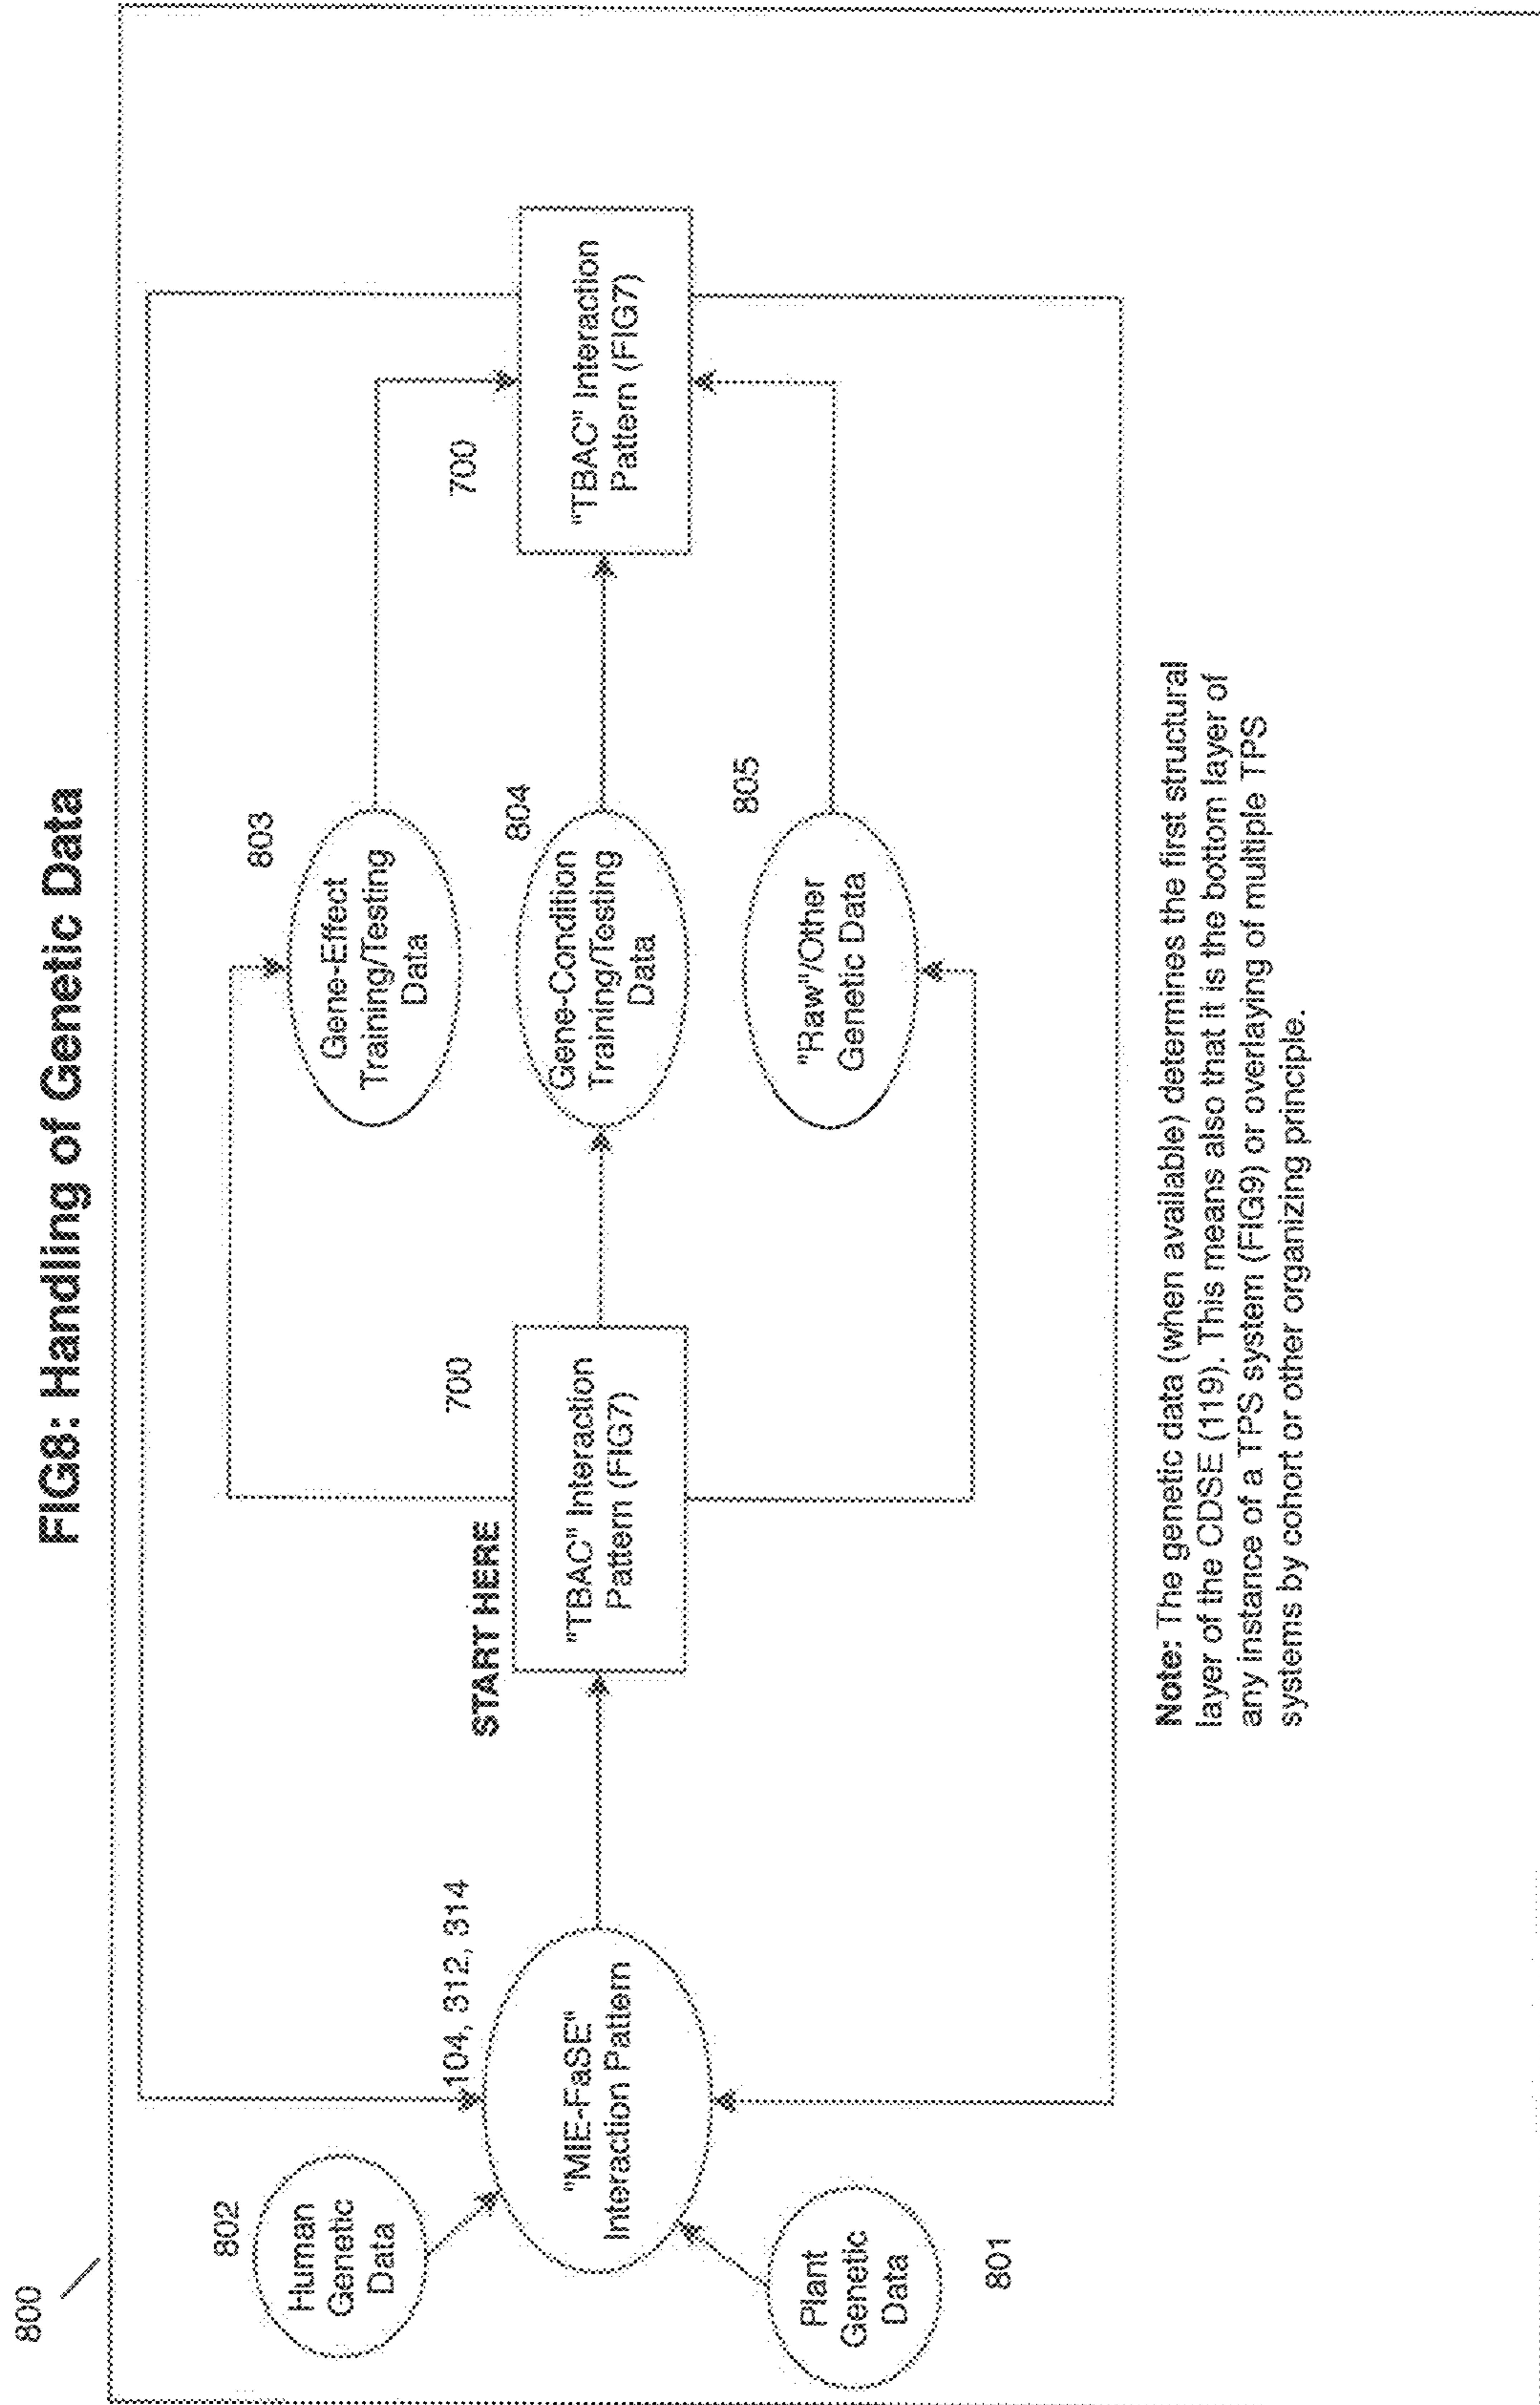 FIG8: Handling of Genetic Data
800
802
Human
Genetic
Data
104, 312, 314
"MIE-FaSE"
Interaction Pattern
Plant
Genetic
Data
801
START HERE
700
"TBAC" Interaction
Pattern (FIG7)
803
Gene-Effect
Training/Testing
Data
804
Gene-Condition
Training/Testing
Data
805
"Raw"/Other
Genetic Data
700
"TBAC" Interaction
Pattern (FIG7)
Note: The genetic data (when available) determines the first structural
layer of the CDSE (119). This means also that it is the bottom layer of
any instance of a TPS system (FIG9) or overlaying of multiple TPS
systems by cohort or other organizing principle.